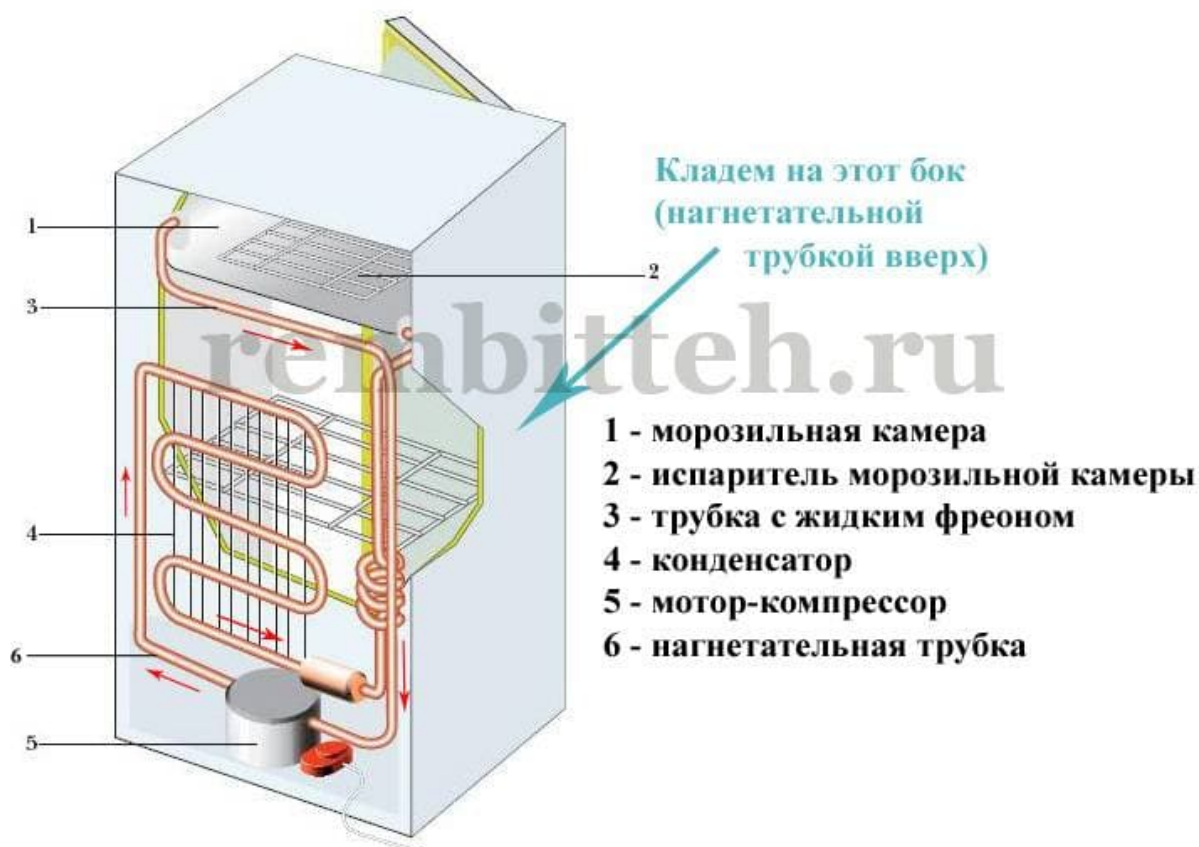 Кладем на этот бок
(нагнетательной
трубкой вверх)
1
2
3
rembitteh.ru
1 - морозильная камера
2 - испаритель морозильной камеры
3 - трубка с жидким фреоном
4 - конденсатор
5 - мотор-компрессор
6 - нагнетательная трубка
4
6
5